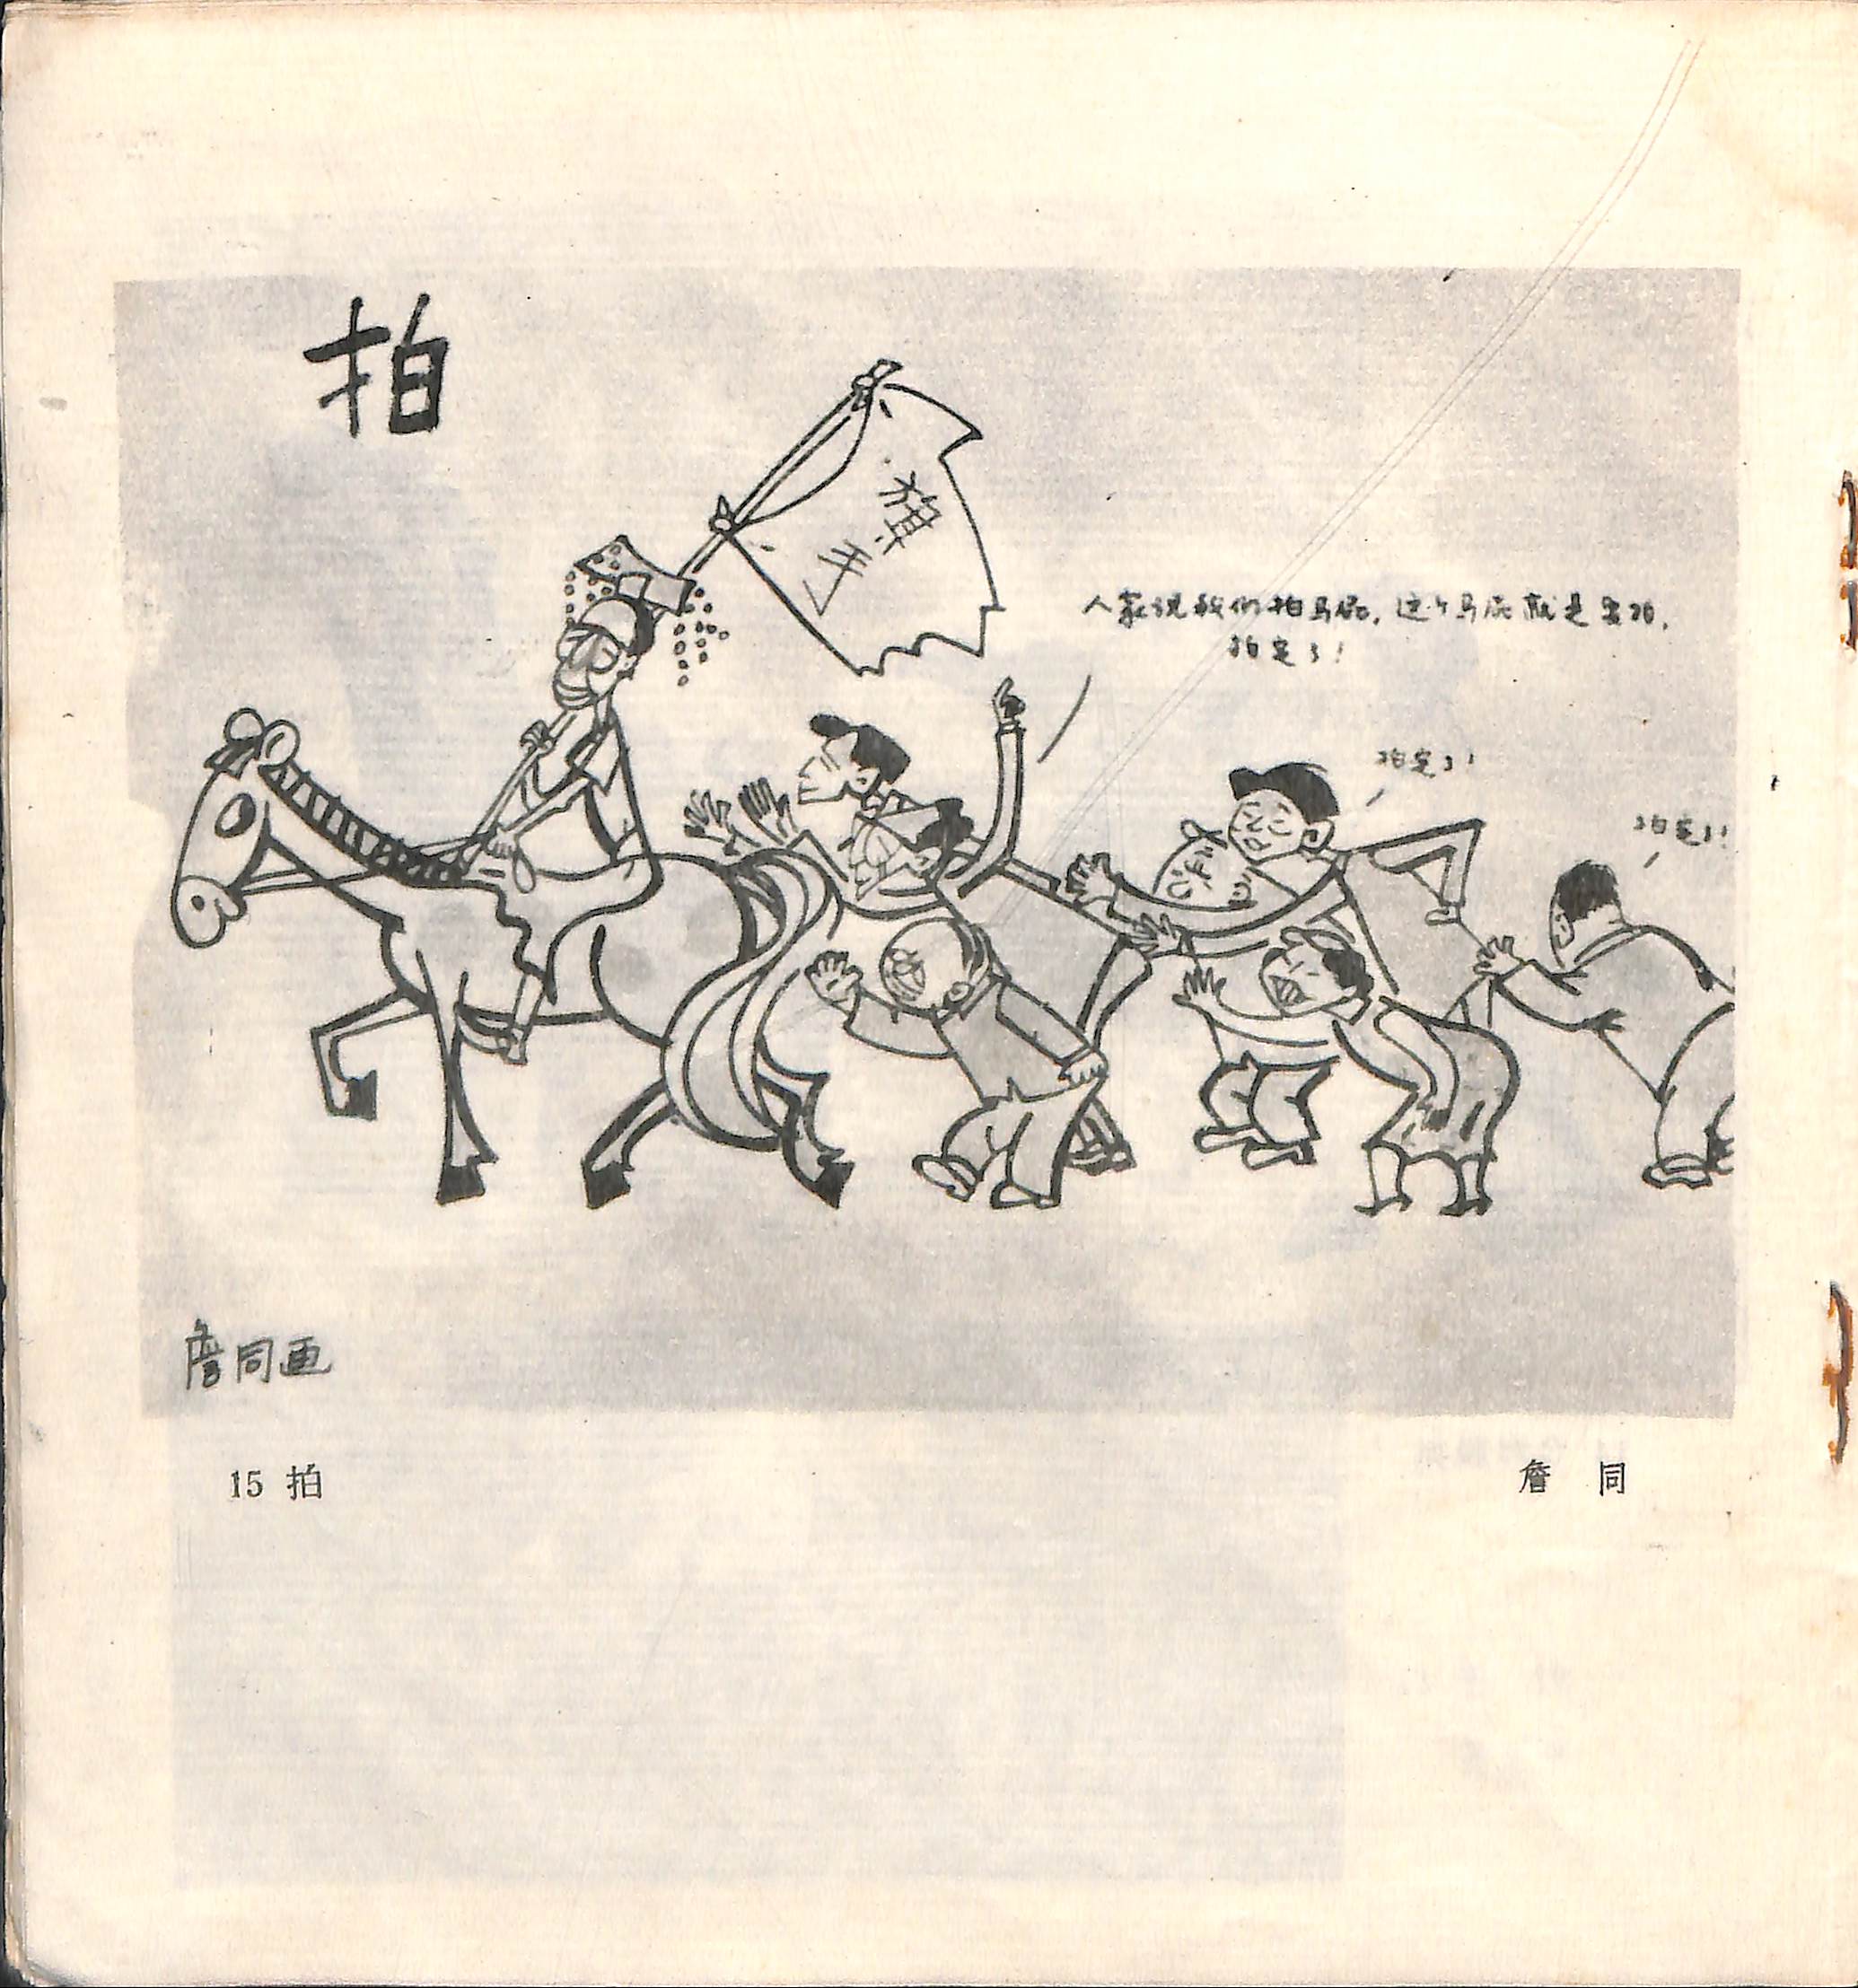 拍
旗手
人家说我们拍马屁，这个马屁就是要拍，
拍定了！
拍定了！
拍定了！
詹同画
15 拍
詹 同